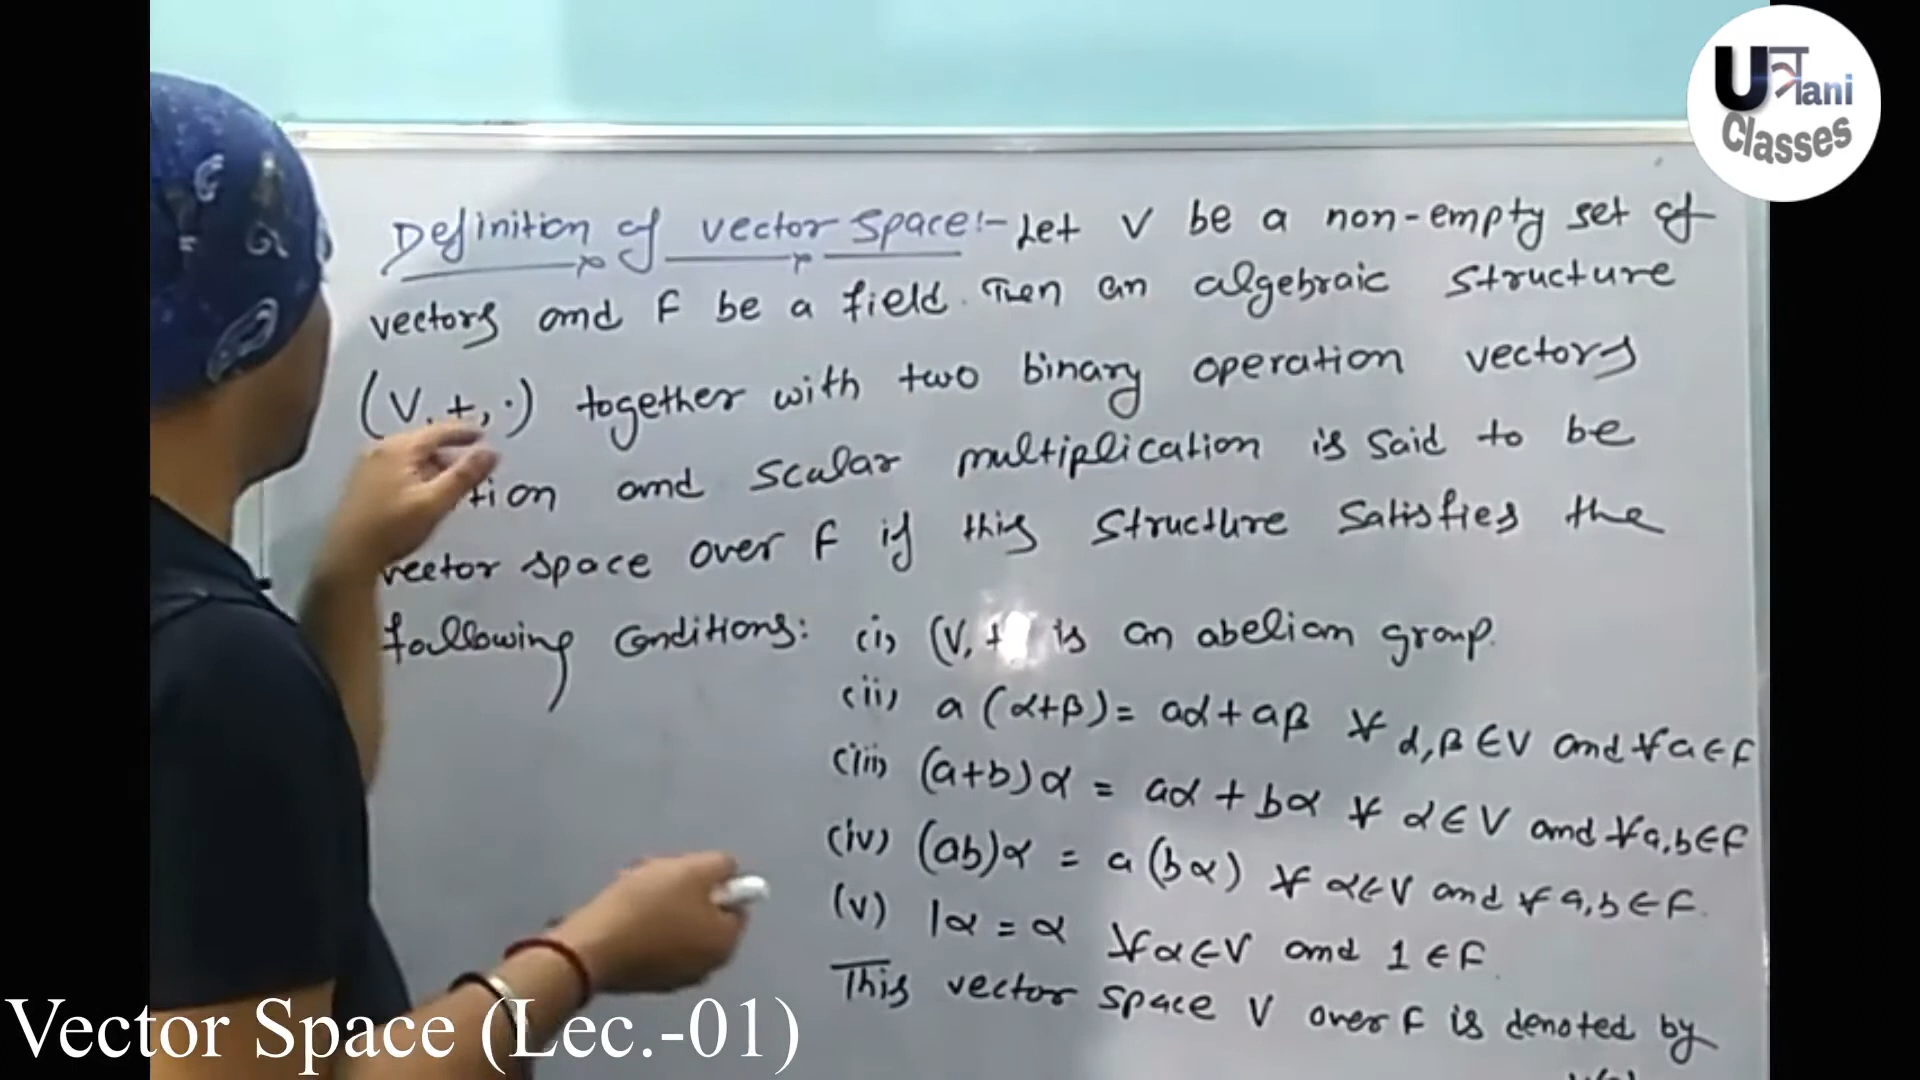 Uत्रani
Classes
Definition of vector space:- Let V be a non-empty set of
vectors and F be a field. Then an algebraic structure
(V, +, ·) together with two binary operation vectors
tion and scalar multiplication is said to be
vector space over F if this structure satisfies the
following conditions: (i) (V, + is an abelian group.
(ii) a(α+β) = aα + aβ ∀ α, β ∈ V and ∀ a ∈ F
(iii) (a+b)α = aα + bα ∀ α ∈ V and ∀ a,b ∈ F
(iv) (ab)α = a(bα) ∀ α ∈ V and ∀ a,b ∈ F.
(v) 1α = α ∀ α ∈ V and 1 ∈ F.
This vector space V over F is denoted by
Vector Space (Lec.-01)